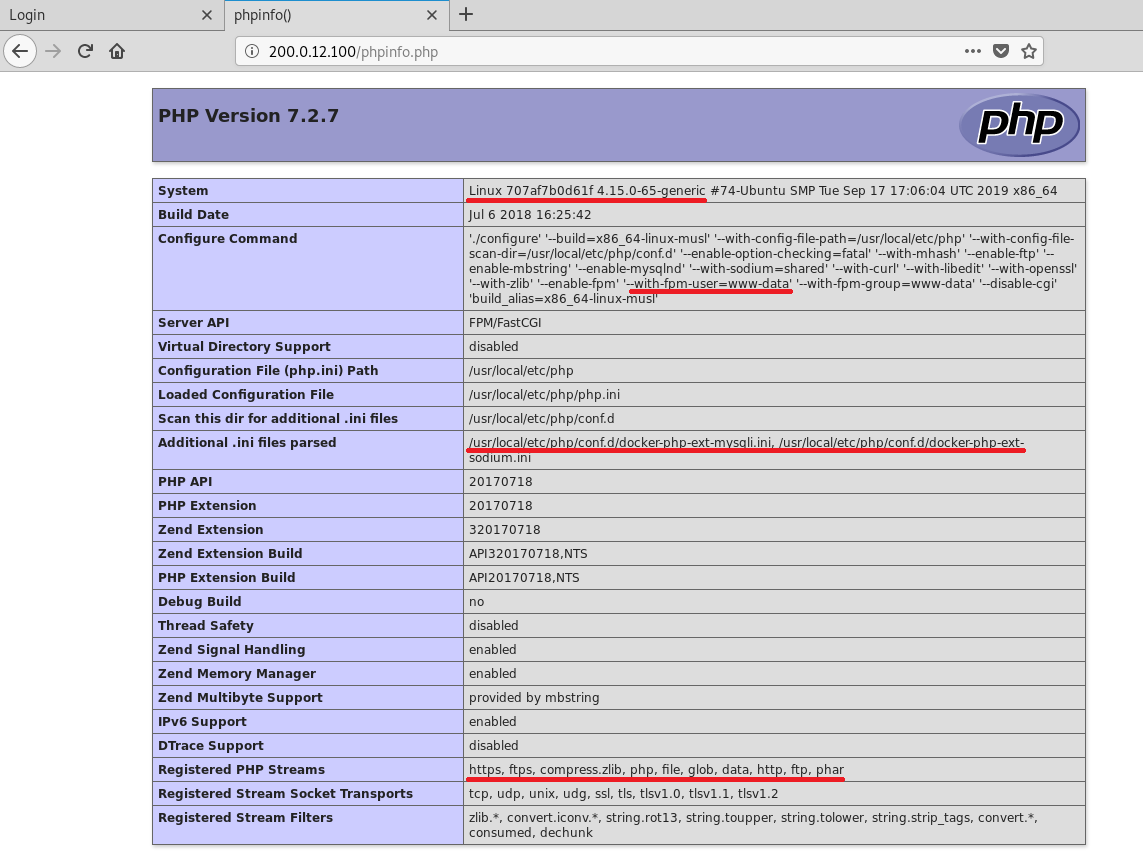 Login
phpinfo()
200.0.12.100/phpinfo.php
PHP Version 7.2.7
php
System Linux 707af7b0d61f 4.15.0-65-generic #74-Ubuntu SMP Tue Sep 17 17:06:04 UTC 2019 x86_64
Build Date Jul 6 2018 16:25:42
Configure Command './configure' '--build=x86_64-linux-musl' '--with-config-file-path=/usr/local/etc/php' '--with-config-file-
scan-dir=/usr/local/etc/php/conf.d' '--enable-option-checking=fatal' '--with-mhash' '--enable-ftp' '--
enable-mbstring' '--enable-mysqlnd' '--with-sodium=shared' '--with-curl' '--with-libedit' '--with-openssl'
'--with-zlib' '--enable-fpm' '--with-fpm-user=www-data' '--with-fpm-group=www-data' '--disable-cgi'
'build_alias=x86_64-linux-musl'
Server API FPM/FastCGI
Virtual Directory Support disabled
Configuration File (php.ini) Path /usr/local/etc/php
Loaded Configuration File /usr/local/etc/php/php.ini
Scan this dir for additional .ini files /usr/local/etc/php/conf.d
Additional .ini files parsed /usr/local/etc/php/conf.d/docker-php-ext-mysqli.ini, /usr/local/etc/php/conf.d/docker-php-ext-
sodium.ini
PHP API 20170718
PHP Extension 20170718
Zend Extension 320170718
Zend Extension Build API320170718,NTS
PHP Extension Build API20170718,NTS
Debug Build no
Thread Safety disabled
Zend Signal Handling enabled
Zend Memory Manager enabled
Zend Multibyte Support provided by mbstring
IPv6 Support enabled
DTrace Support disabled
Registered PHP Streams https, ftps, compress.zlib, php, file, glob, data, http, ftp, phar
Registered Stream Socket Transports tcp, udp, unix, udg, ssl, tls, tlsv1.0, tlsv1.1, tlsv1.2
Registered Stream Filters zlib.*, convert.iconv.*, string.rot13, string.toupper, string.tolower, string.strip_tags, convert.*,
consumed, dechunk